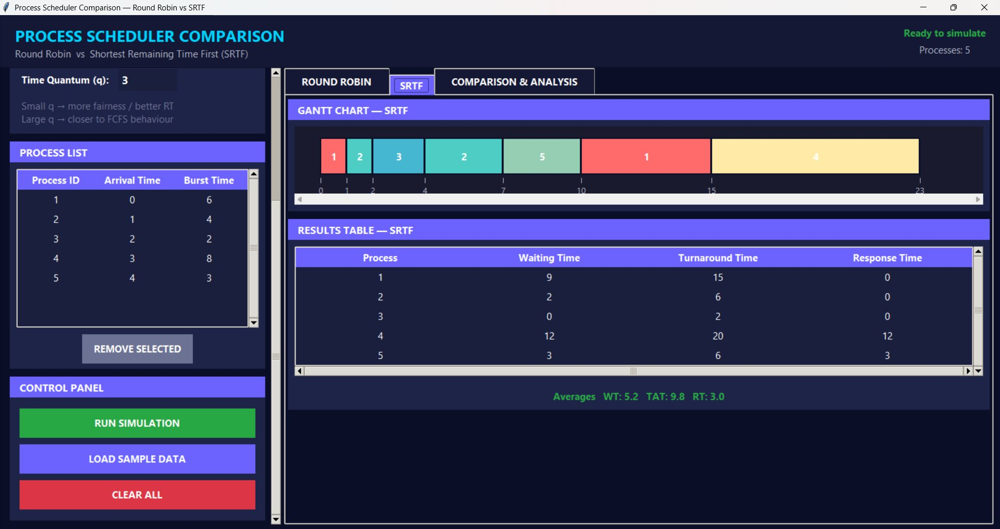 Process Scheduler Comparison — Round Robin vs SRTF
PROCESS SCHEDULER COMPARISON
Round Robin vs Shortest Remaining Time First (SRTF)
Ready to simulate
Processes: 5
Time Quantum (q): 3
Small q → more fairness / better RT
Large q → closer to FCFS behaviour
PROCESS LIST
Process ID Arrival Time Burst Time
1 0 6
2 1 4
3 2 2
4 3 8
5 4 3
REMOVE SELECTED
CONTROL PANEL
RUN SIMULATION
LOAD SAMPLE DATA
CLEAR ALL
ROUND ROBIN SRTF COMPARISON & ANALYSIS
GANTT CHART — SRTF
1 2 3 2 5 1 4
0 1 2 4 7 10 15 23
RESULTS TABLE — SRTF
Process Waiting Time Turnaround Time Response Time
1 9 15 0
2 2 6 0
3 0 2 0
4 12 20 12
5 3 6 3
Averages WT: 5.2 TAT: 9.8 RT: 3.0